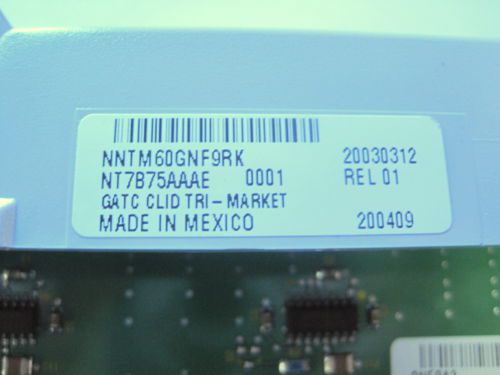 NNTM60GNF9RK 20030312
NT7B75AAAE 0001 REL 01
GATC CLID TRI-MARKET
MADE IN MEXICO 200409